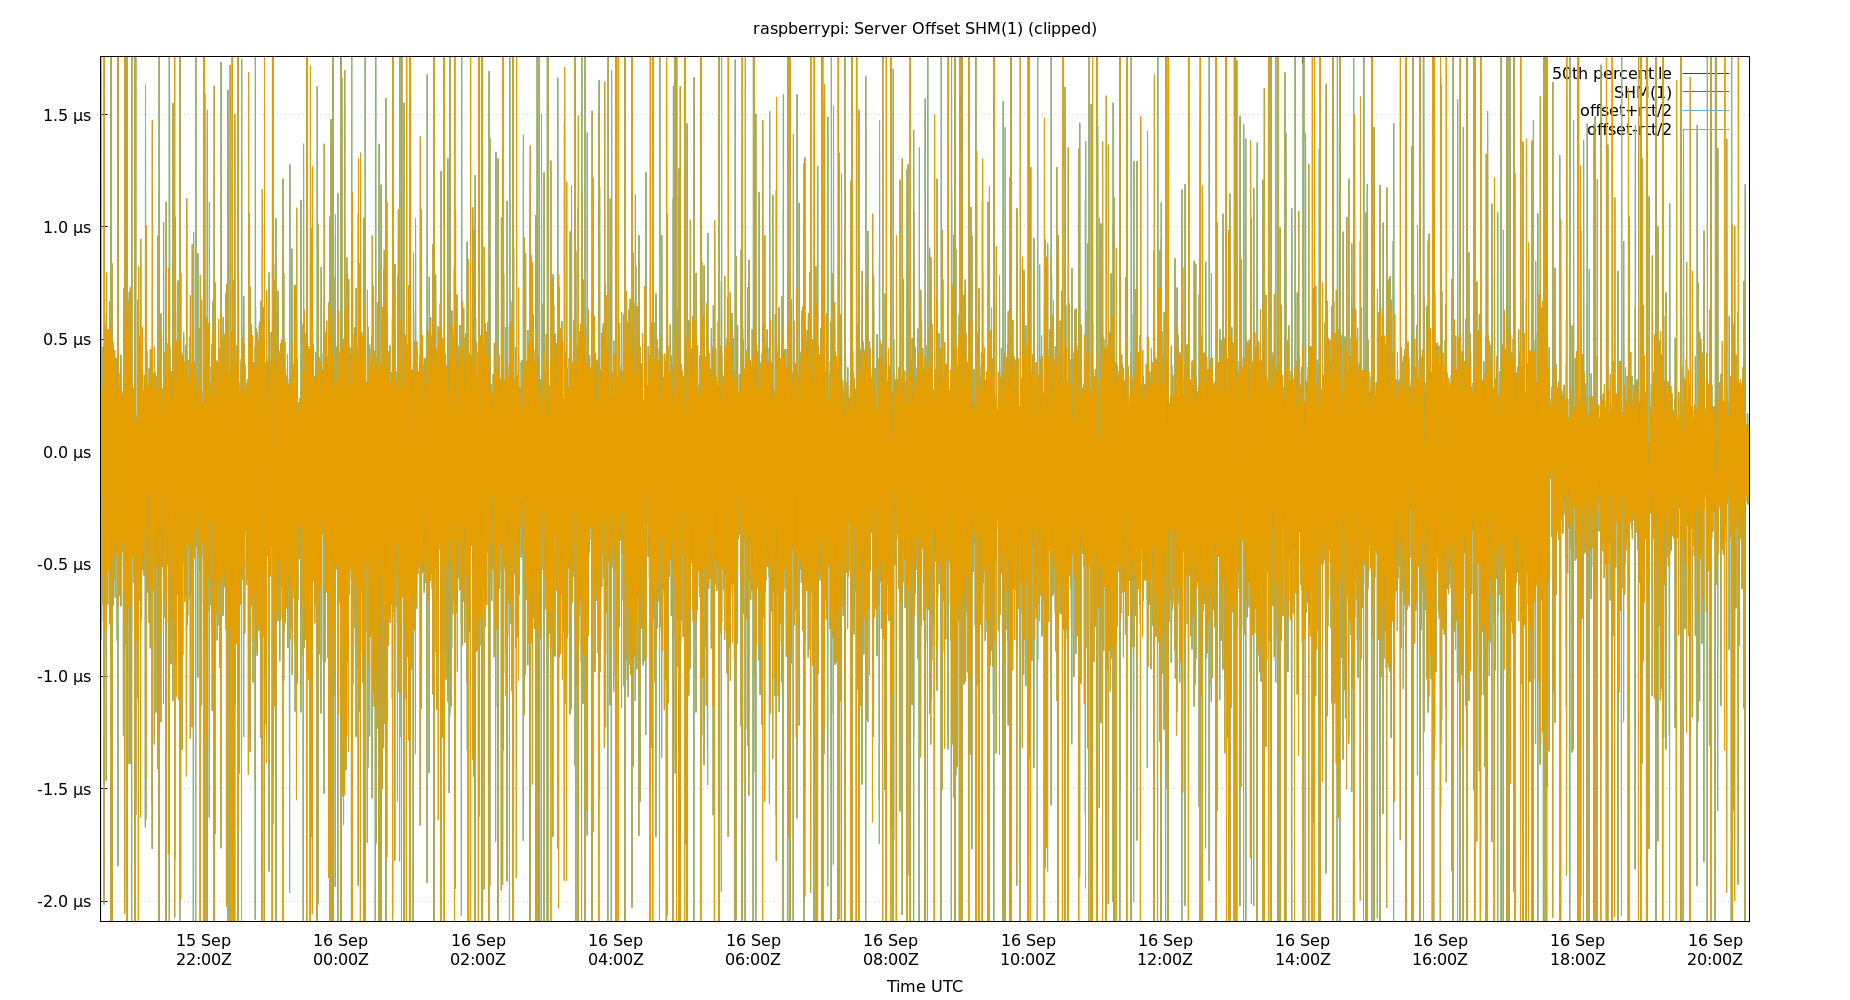 raspberrypi: Server Offset SHM(1) (clipped)
50th percentile
SHM(1)
offset+rtt/2
offset-rtt/2
1.5 µs
1.0 µs
0.5 µs
0.0 µs
-0.5 µs
-1.0 µs
-1.5 µs
-2.0 µs
15 Sep 16 Sep 16 Sep 16 Sep 16 Sep 16 Sep 16 Sep 16 Sep 16 Sep 16 Sep 16 Sep 16 Sep
22:00Z 00:00Z 02:00Z 04:00Z 06:00Z 08:00Z 10:00Z 12:00Z 14:00Z 16:00Z 18:00Z 20:00Z
Time UTC